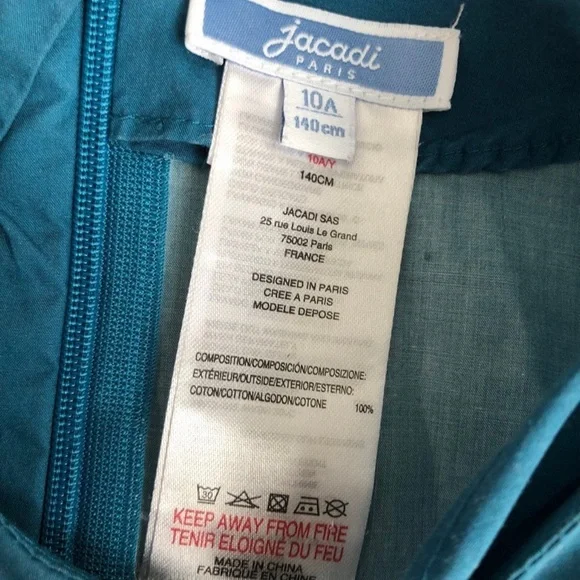 jacadi
PARIS
10A
140cm
10A/Y
140CM
JACADI SAS
25 rue Louis Le Grand
75002 Paris
FRANCE
DESIGNED IN PARIS
CREE A PARIS
MODELE DEPOSE
COMPOSITION/COMPOSICIÓN/COMPOSIZIONE:
EXTÉRIEUR/OUTSIDE/EXTERIOR/ESTERNO:
COTON/COTTON/ALGODON/COTONE 100%
30
KEEP AWAY FROM FIRE
TENIR ELOIGNE DU FEU
MADE IN CHINA
FABRIQUE EN CHINE